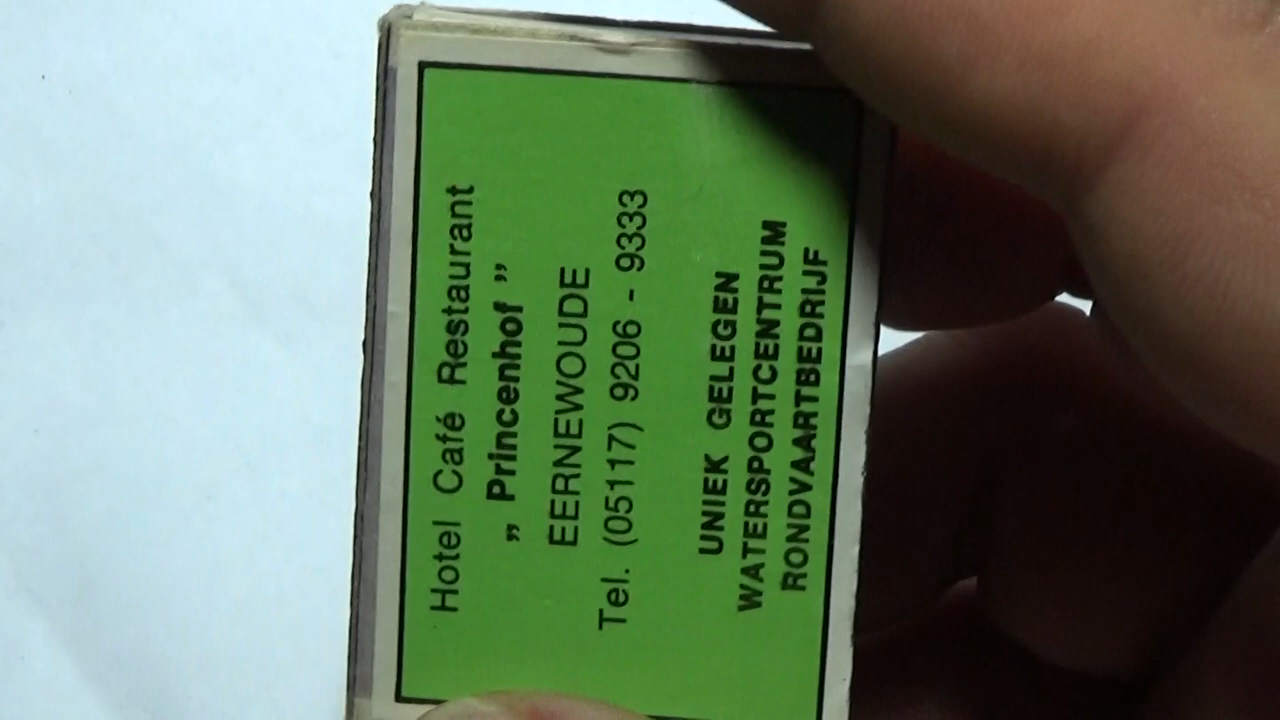 Hotel Café Restaurant
„ Princenhof ”
EERNEWOUDE
Tel. (05117) 9206 - 9333
UNIEK GELEGEN
WATERSPORTCENTRUM
RONDVAARTBEDRIJF